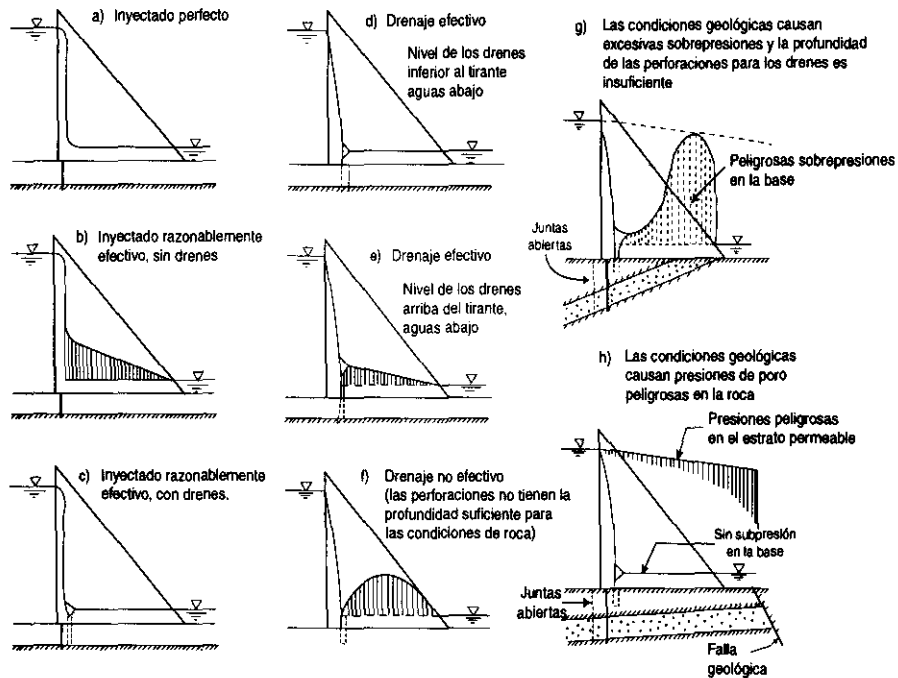 a) Inyectado perfecto
b) Inyectado razonablemente
efectivo, sin drenes
c) Inyectado razonablemente
efectivo, con drenes.
d) Drenaje efectivo
Nivel de los drenes
inferior al tirante
aguas abajo
e) Drenaje efectivo
Nivel de los drenes
arriba del tirante,
aguas abajo
f) Drenaje no efectivo
(las perforaciones no tienen la
profundidad suficiente para
las condiciones de roca)
g) Las condiciones geológicas causan
excesivas sobrepresiones y la profundidad
de las perforaciones para los drenes es
insuficiente
Peligrosas sobrepresiones
en la base
Juntas
abiertas
h) Las condiciones geológicas
causan presiones de poro
peligrosas en la roca
Presiones peligrosas
en el estrato permeable
Sin subpresión
en la base
Juntas
abiertas
Falla
geológica